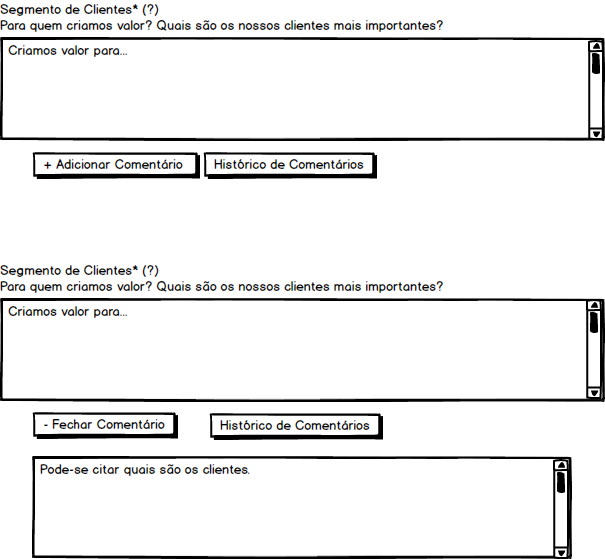 Segmento de Clientes* (?)
Para quem criamos valor? Quais são os nossos clientes mais importantes?
Criamos valor para...
+ Adicionar Comentário
Histórico de Comentários
Segmento de Clientes* (?)
Para quem criamos valor? Quais são os nossos clientes mais importantes?
Criamos valor para...
- Fechar Comentário
Histórico de Comentários
Pode-se citar quais são os clientes.